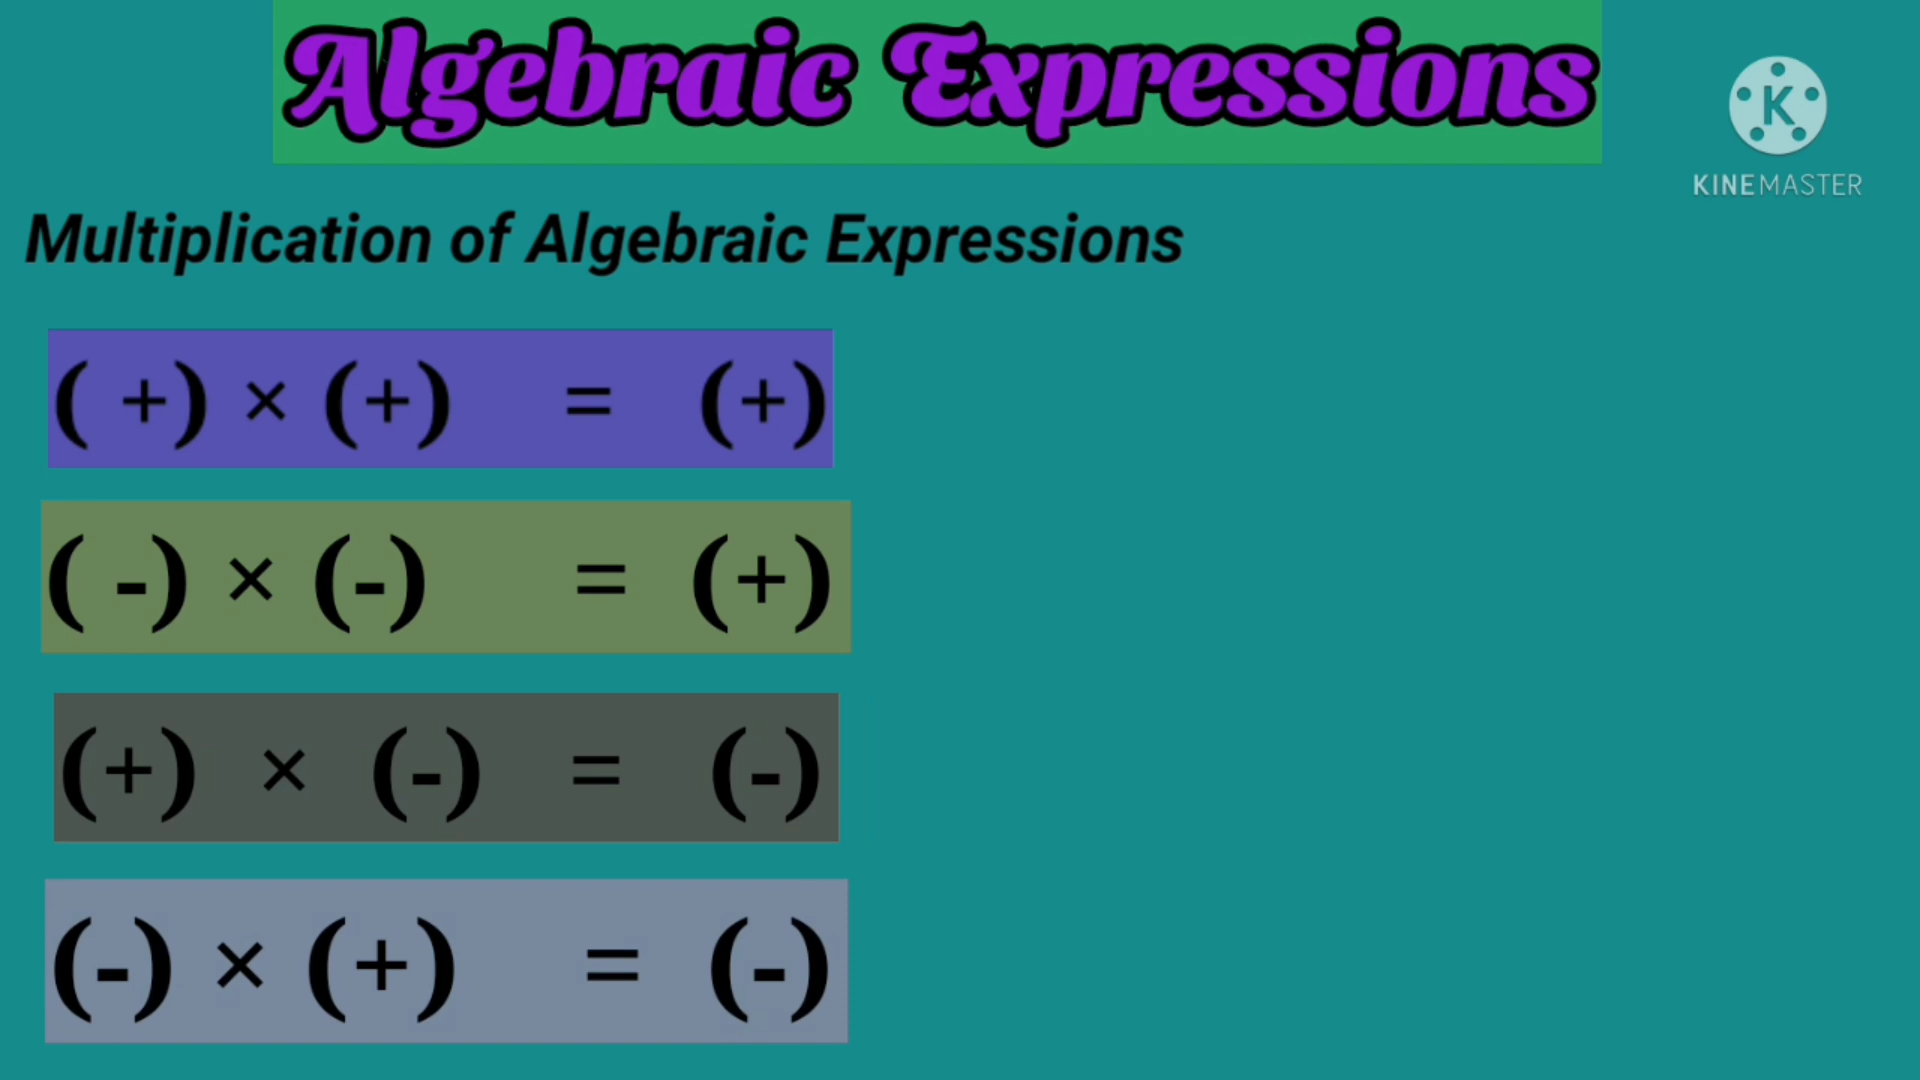 Algebraic Expressions
KINEMASTER
Multiplication of Algebraic Expressions
( +) × (+) = (+)
( -) × (-) = (+)
(+) × (-) = (-)
(-) × (+) = (-)